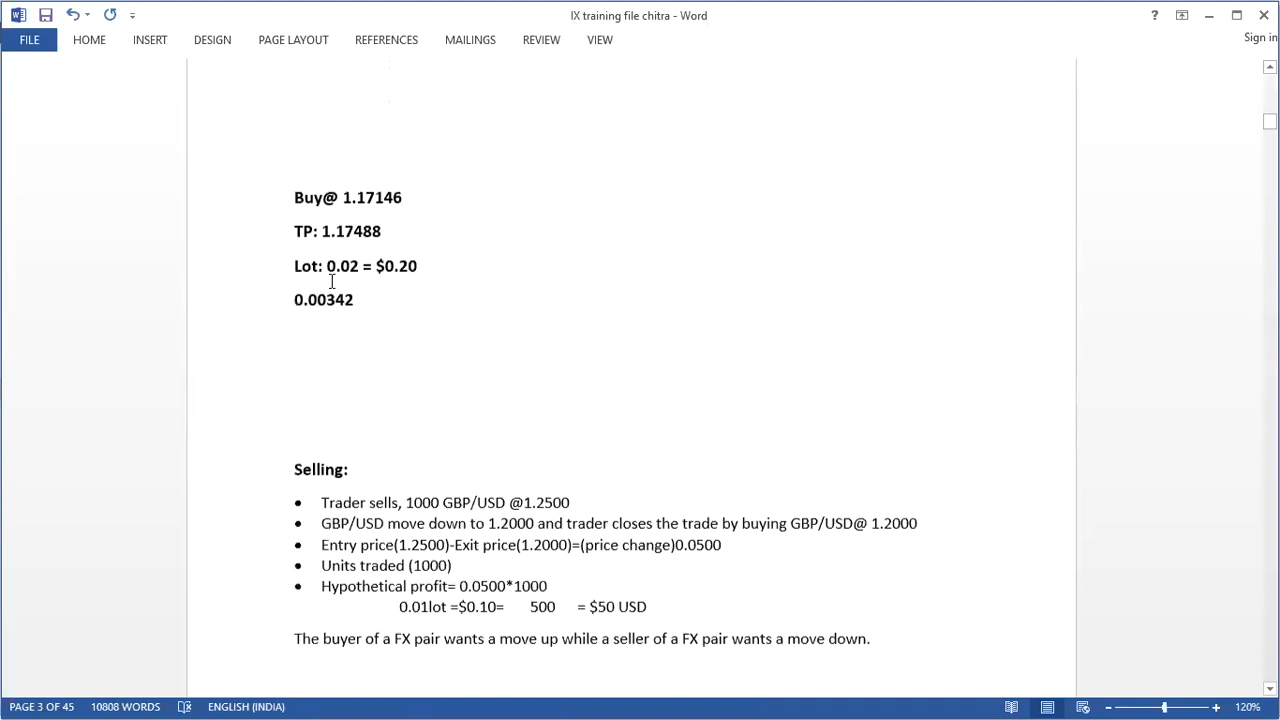 IX training file chitra - Word
?
Sign in
FILE HOME INSERT DESIGN PAGE LAYOUT REFERENCES MAILINGS REVIEW VIEW
Buy@ 1.17146
TP: 1.17488
Lot: 0.02 = $0.20
0.00342
Selling:
• Trader sells, 1000 GBP/USD @1.2500
• GBP/USD move down to 1.2000 and trader closes the trade by buying GBP/USD@ 1.2000
• Entry price(1.2500)-Exit price(1.2000)=(price change)0.0500
• Units traded (1000)
• Hypothetical profit= 0.0500*1000
0.01lot =$0.10= 500 = $50 USD
The buyer of a FX pair wants a move up while a seller of a FX pair wants a move down.
PAGE 3 OF 45 10808 WORDS ENGLISH (INDIA) 120%